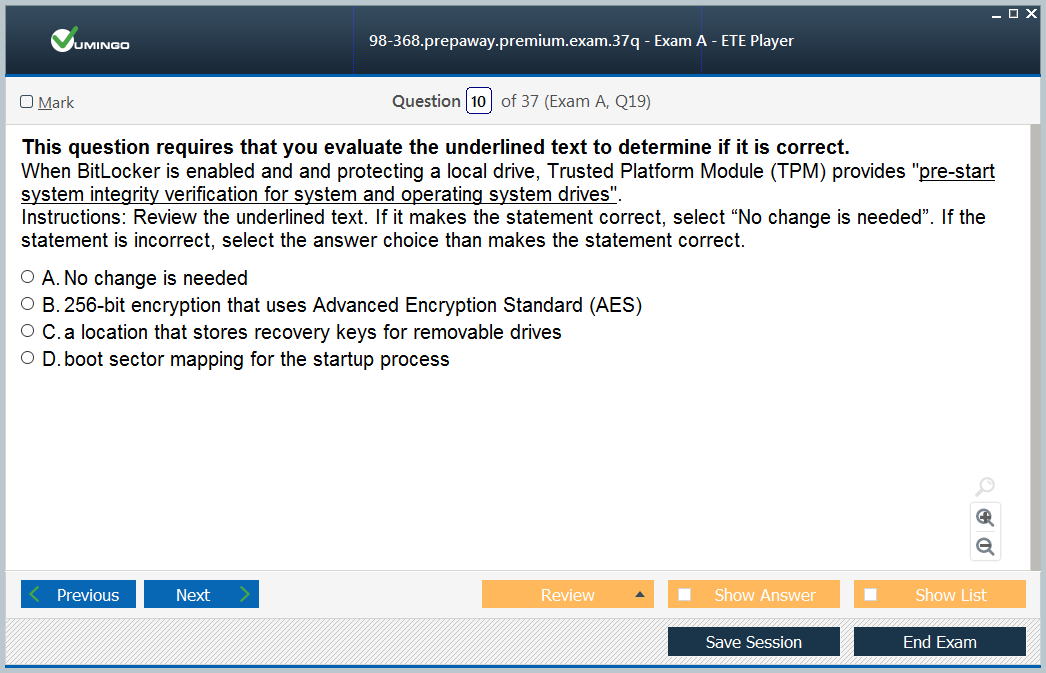 VUMINGO
98-368.prepaway.premium.exam.37q - Exam A - ETE Player
Mark
Question 10 of 37 (Exam A, Q19)
This question requires that you evaluate the underlined text to determine if it is correct.
When BitLocker is enabled and and protecting a local drive, Trusted Platform Module (TPM) provides "pre-start
system integrity verification for system and operating system drives".
Instructions: Review the underlined text. If it makes the statement correct, select “No change is needed”. If the
statement is incorrect, select the answer choice than makes the statement correct.
A. No change is needed
B. 256-bit encryption that uses Advanced Encryption Standard (AES)
C. a location that stores recovery keys for removable drives
D. boot sector mapping for the startup process
Previous
Next
Review
Show Answer
Show List
Save Session
End Exam